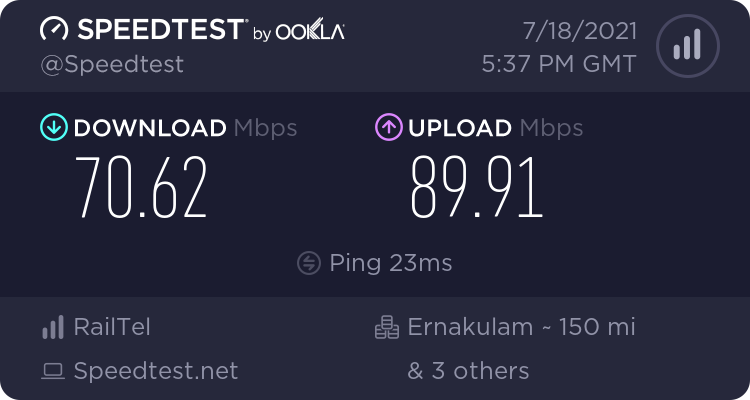 SPEEDTEST® by OOKLA®
7/18/2021
@Speedtest
5:37 PM GMT
DOWNLOAD Mbps
70.62
UPLOAD Mbps
89.91
Ping 23ms
RailTel
Ernakulam ~ 150 mi
Speedtest.net
& 3 others